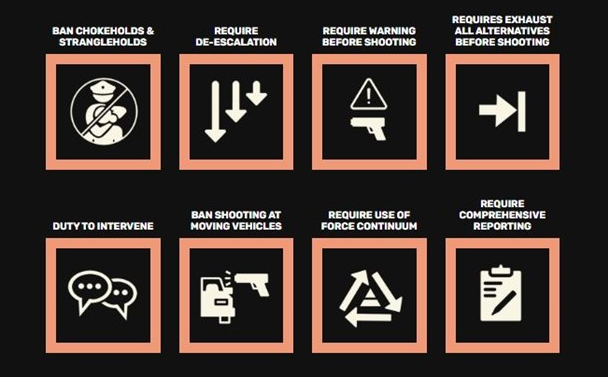 BAN CHOKEHOLDS &
STRANGLEHOLDS
REQUIRE
DE-ESCALATION
REQUIRE WARNING
BEFORE SHOOTING
REQUIRES EXHAUST
ALL ALTERNATIVES
BEFORE SHOOTING
DUTY TO INTERVENE
BAN SHOOTING AT
MOVING VEHICLES
REQUIRE USE OF
FORCE CONTINUUM
REQUIRE
COMPREHENSIVE
REPORTING